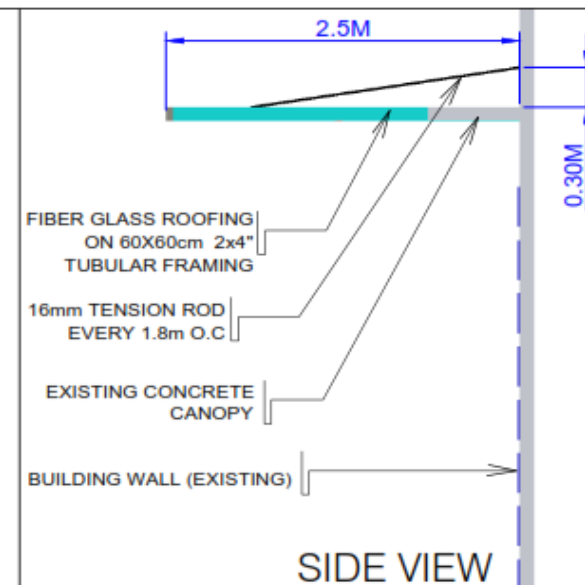 2.5M
0.30M
FIBER GLASS ROOFING
ON 60X60cm 2x4"
TUBULAR FRAMING
16mm TENSION ROD
EVERY 1.8m O.C
EXISTING CONCRETE
CANOPY
BUILDING WALL (EXISTING)
SIDE VIEW